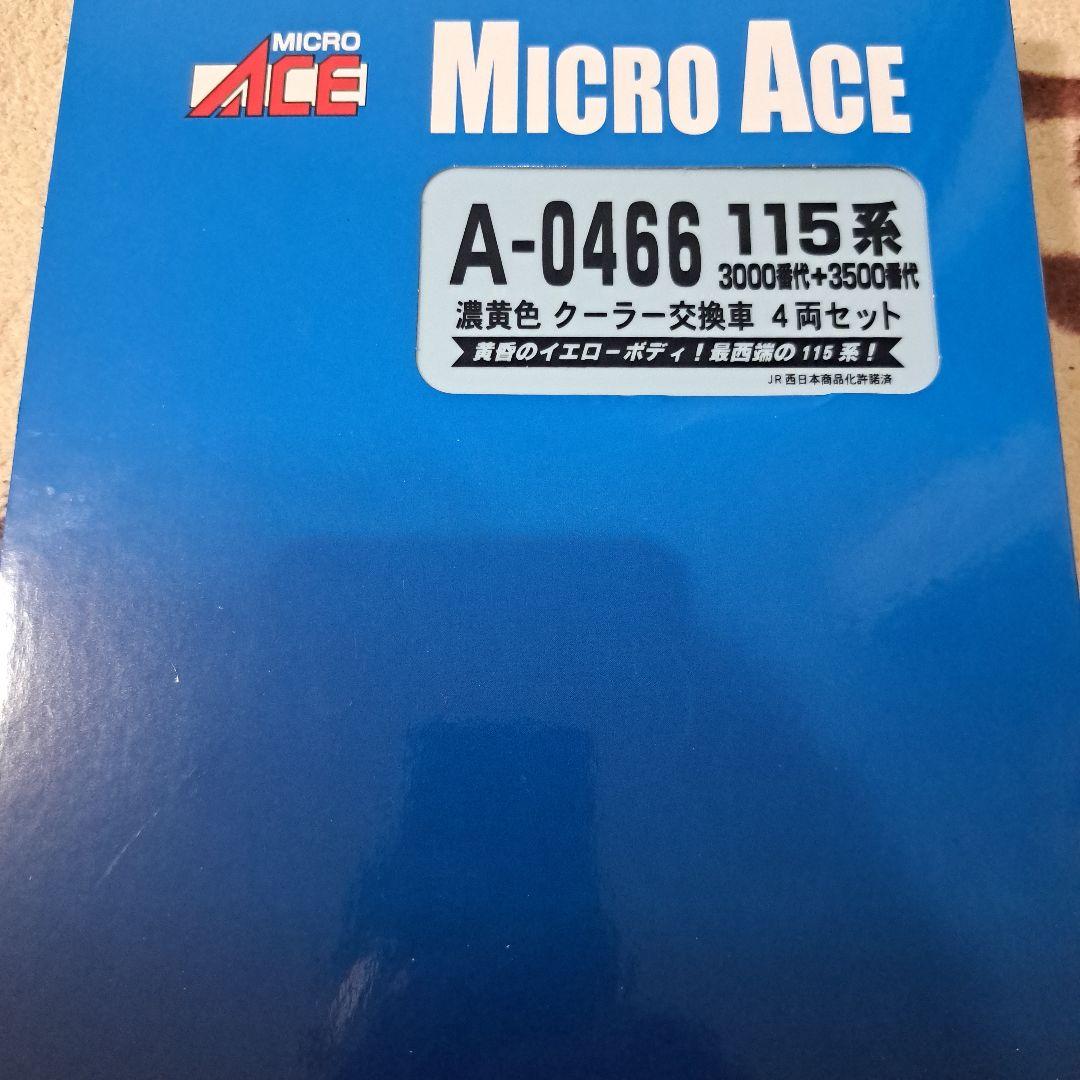 MICRO
ACE
MICRO ACE
A-0466 115系
3000番代+3500番代
濃黄色 クーラー交換車 4両セット
黄昏のイエローボディ!最西端の115系!
JR西日本商品化許諾済